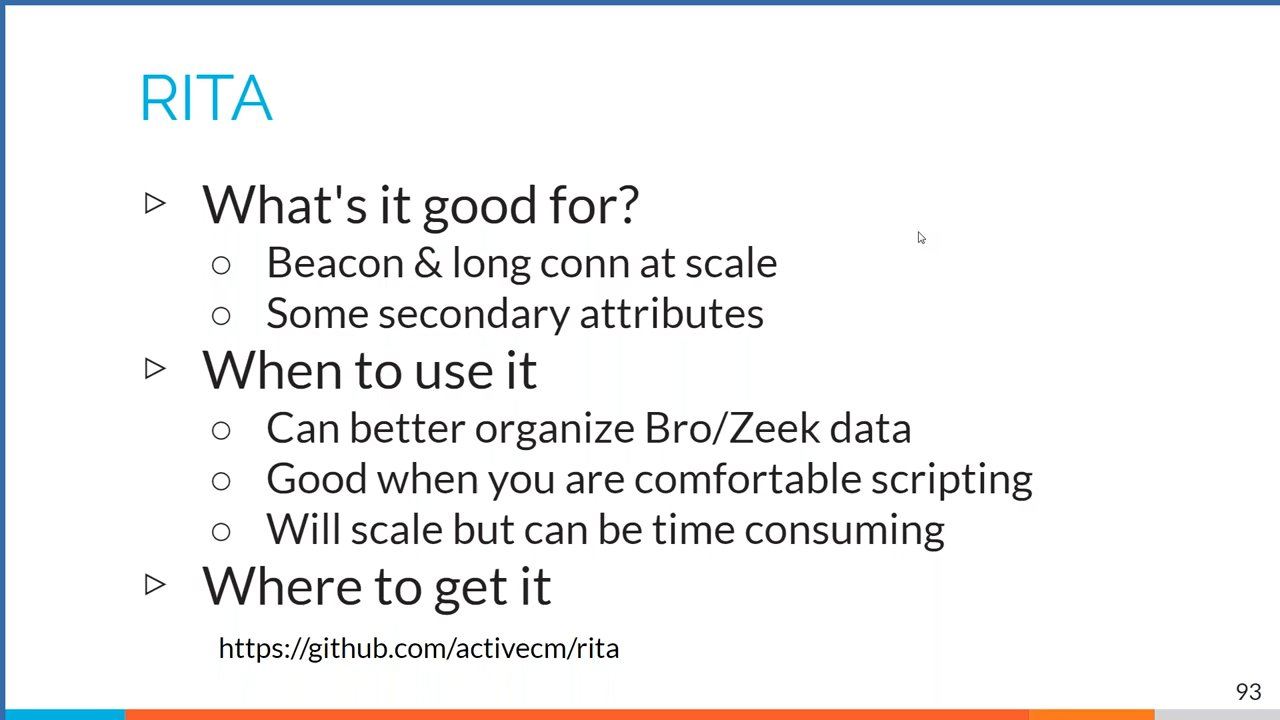 RITA
What's it good for?
Beacon & long conn at scale
Some secondary attributes
When to use it
Can better organize Bro/Zeek data
Good when you are comfortable scripting
Will scale but can be time consuming
Where to get it
https://github.com/activecm/rita
93